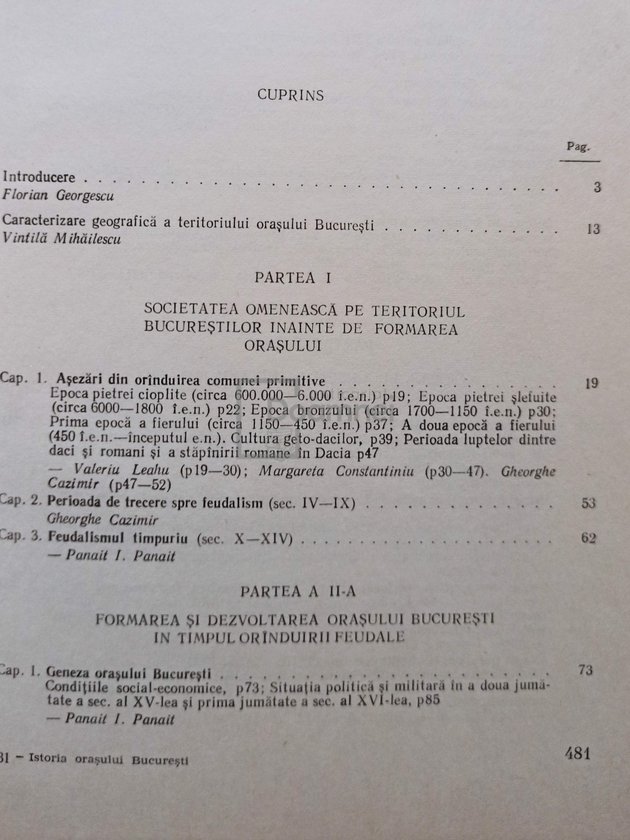 CUPRINS
Pag.
Introducere . . . . . . . . . . . . . . . . . . . . . . . . . . . . . . 3
Florian Georgescu
Caracterizare geografică a teritoriului orașului București . . . . . . . . . . . . 13
Vintilă Mihăilescu
PARTEA I
SOCIETATEA OMENEASCĂ PE TERITORIUL
BUCUREȘTILOR INAINTE DE FORMAREA
ORAȘULUI
Cap. 1. Așezări din orînduirea comunei primitive . . . . . . . . . . . . . . . 19
Epoca pietrei cioplite (circa 600.000—6.000 î.e.n.) p19; Epoca pietrei șlefuite
(circa 6000—1800 î.e.n.) p22; Epoca bronzului (circa 1700—1150 î.e.n.) p30;
Prima epocă a fierului (circa 1150—450 î.e.n.) p37; A doua epocă a fierului
(450 î.e.n.—începutul e.n.). Cultura geto-dacilor, p39; Perioada luptelor dintre
daci și romani și a stăpînirii romane în Dacia p47
— Valeriu Leahu (p19—30); Margareta Constantiniu (p30—47). Gheorghe
Cazimir (p47—52)
Cap. 2. Perioada de trecere spre feudalism (sec. IV—IX) . . . . . . . . . . . . . 53
Gheorghe Cazimir
Cap. 3. Feudalismul timpuriu (sec. X—XIV) . . . . . . . . . . . . . . . . . . 62
— Panait I. Panait
PARTEA A II-A
FORMAREA ȘI DEZVOLTAREA ORAȘULUI BUCUREȘTI
IN TIMPUL ORÎNDUIRII FEUDALE
Cap. 1. Geneza orașului București . . . . . . . . . . . . . . . . . . . . . . 73
Condițiile social-economice, p73; Situația politică și militară în a doua jumă-
tate a sec. al XV-lea și prima jumătate a sec. al XVI-lea, p85
— Panait I. Panait
31 — Istoria orașului București
481